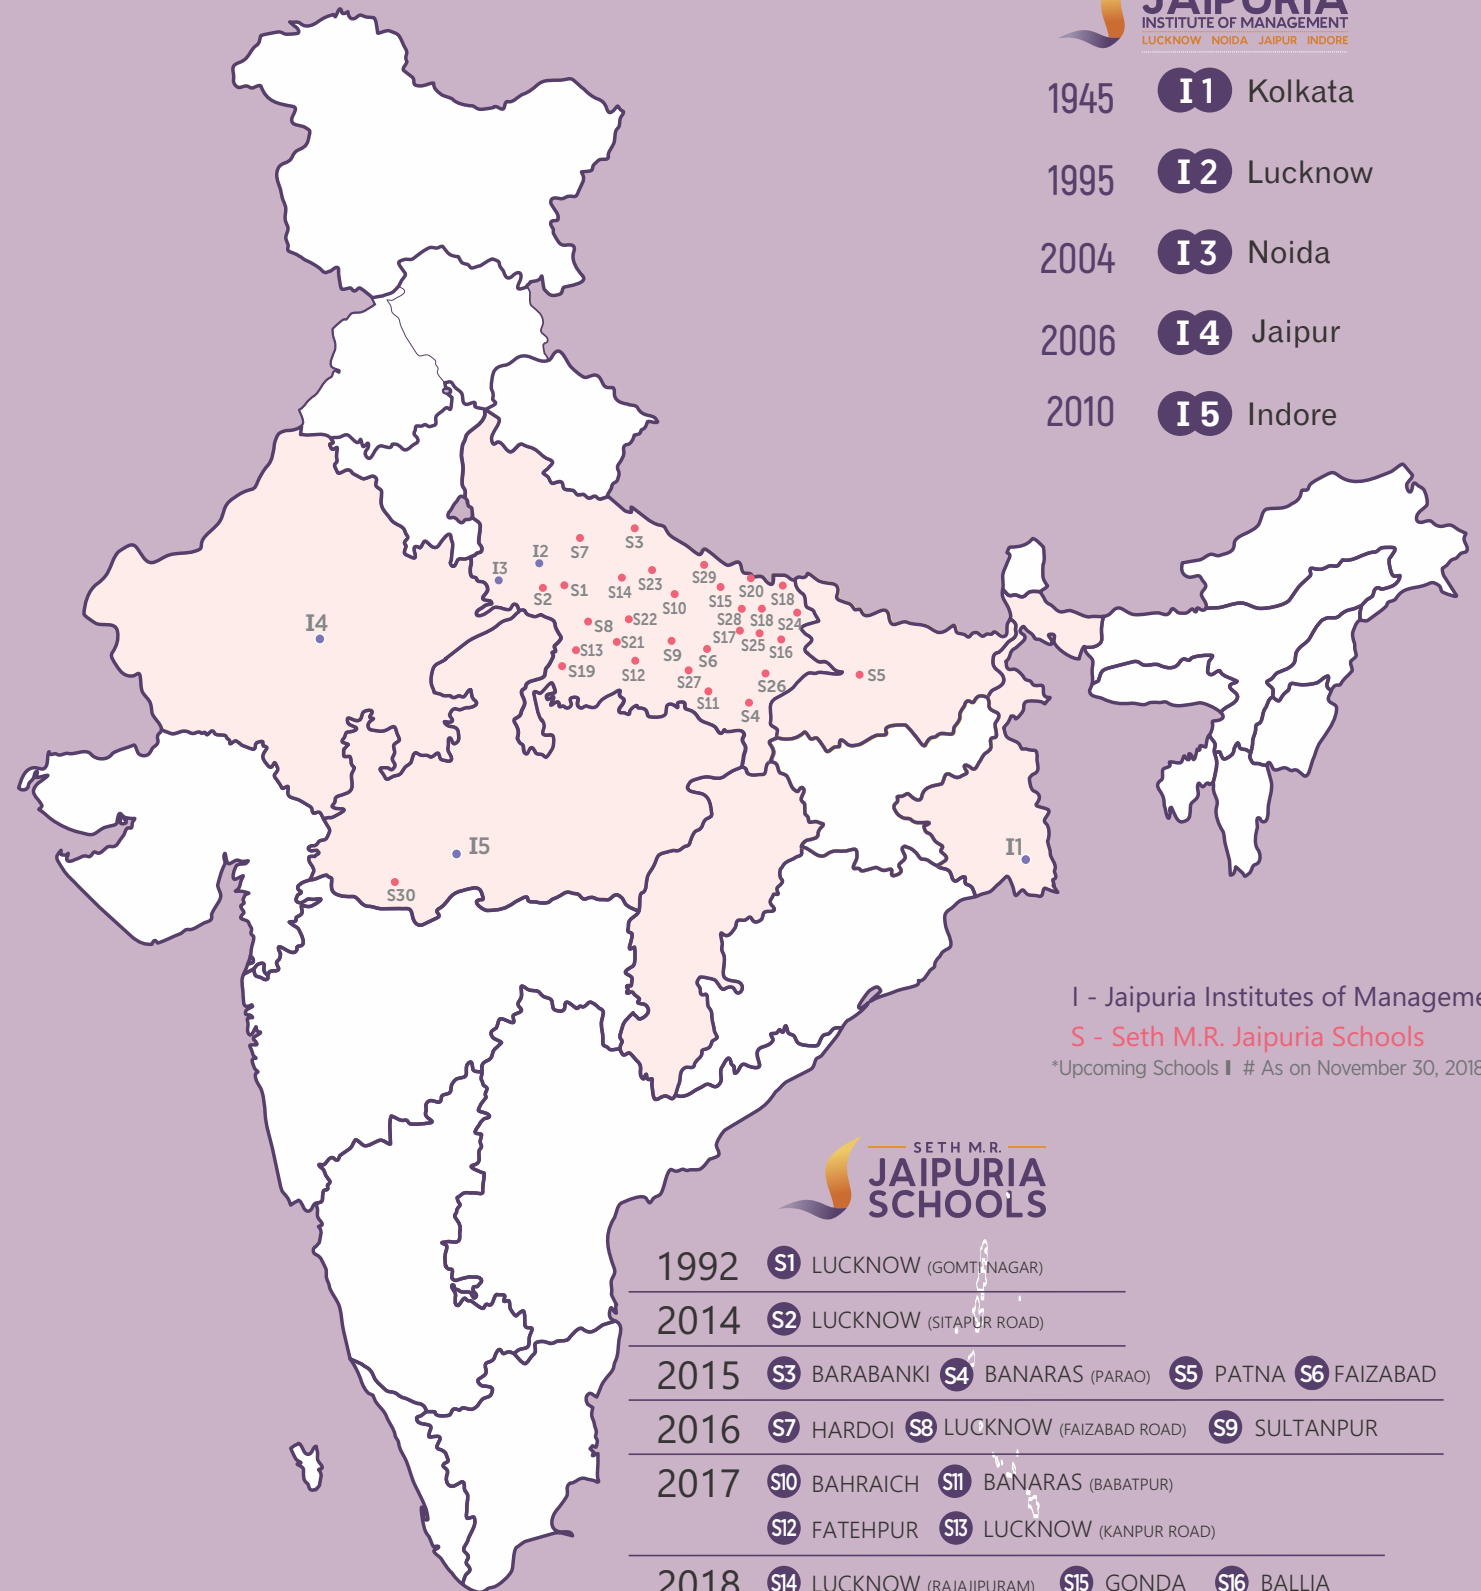 JAIPURIA
INSTITUTE OF MANAGEMENT
LUCKNOW NOIDA JAIPUR INDORE
1945 I 1 Kolkata
1995 I 2 Lucknow
2004 I 3 Noida
2006 I 4 Jaipur
2010 I 5 Indore
S3
S7
I2
I3
S29
S23
S14
S20
S1
S2
S15
S18
S10
S28
S18
S24
S22
S8
S17
S25
S16
S21
S13
S9
S6
S19
S12
S27
S26
S5
S11
S4
I4
I5
I1
S30
I - Jaipuria Institutes of Manageme
S - Seth M.R. Jaipuria Schools
*Upcoming Schools I # As on November 30, 2018
SETH M.R.
JAIPURIA
SCHOOLS
1992 S1 LUCKNOW (GOMTI NAGAR)
2014 S2 LUCKNOW (SITAPUR ROAD)
2015 S3 BARABANKI S4 BANARAS (PARAO) S5 PATNA S6 FAIZABAD
2016 S7 HARDOI S8 LUCKNOW (FAIZABAD ROAD) S9 SULTANPUR
2017 S10 BAHRAICH S11 BANARAS (BABATPUR)
S12 FATEHPUR S13 LUCKNOW (KANPUR ROAD)
2018 S14 LUCKNOW (RAJAJIPURAM) S15 GONDA S16 BALLIA